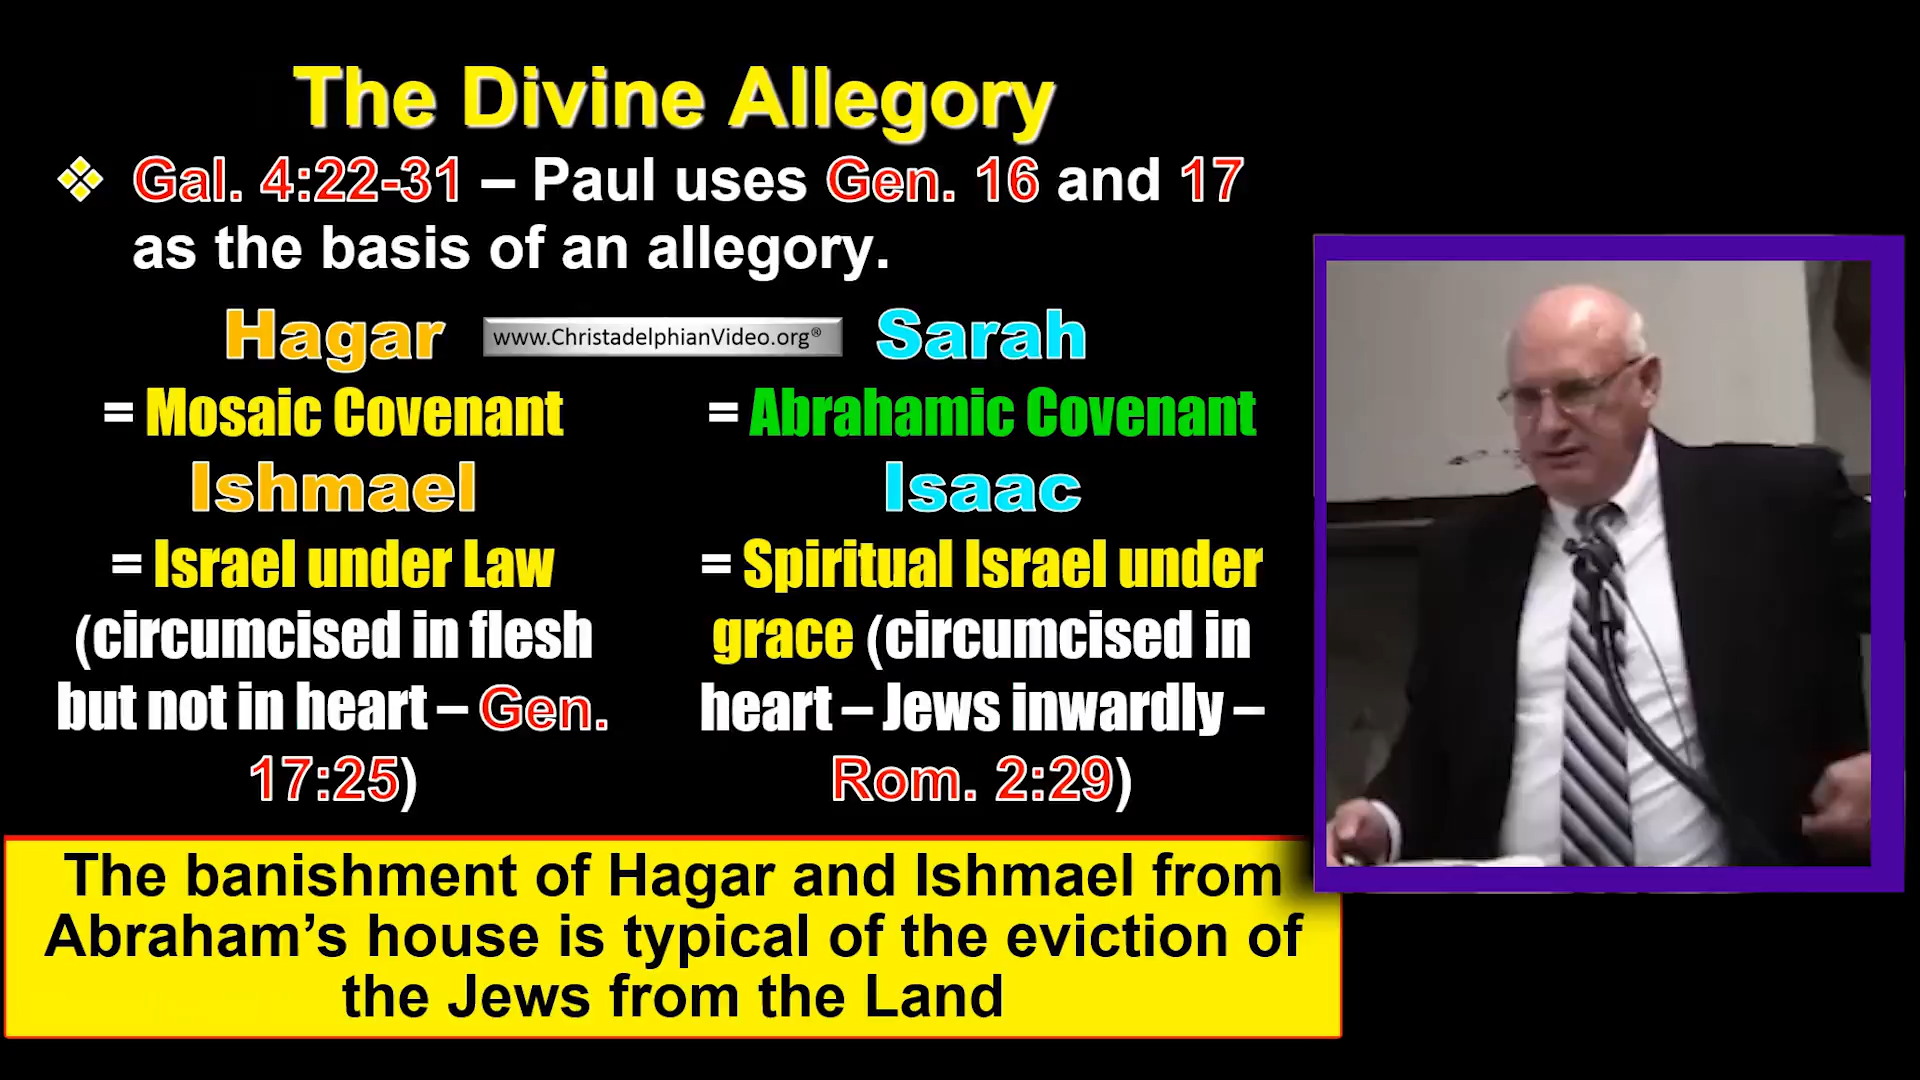 The Divine Allegory
❖ Gal. 4:22-31 – Paul uses Gen. 16 and 17
as the basis of an allegory.
Hagar
= Mosaic Covenant
Ishmael
= Israel under Law
(circumcised in flesh
but not in heart – Gen.
17:25)
www.ChristadelphianVideo.org®
Sarah
= Abrahamic Covenant
Isaac
= Spiritual Israel under
grace (circumcised in
heart – Jews inwardly –
Rom. 2:29)
The banishment of Hagar and Ishmael from
Abraham’s house is typical of the eviction of
the Jews from the Land